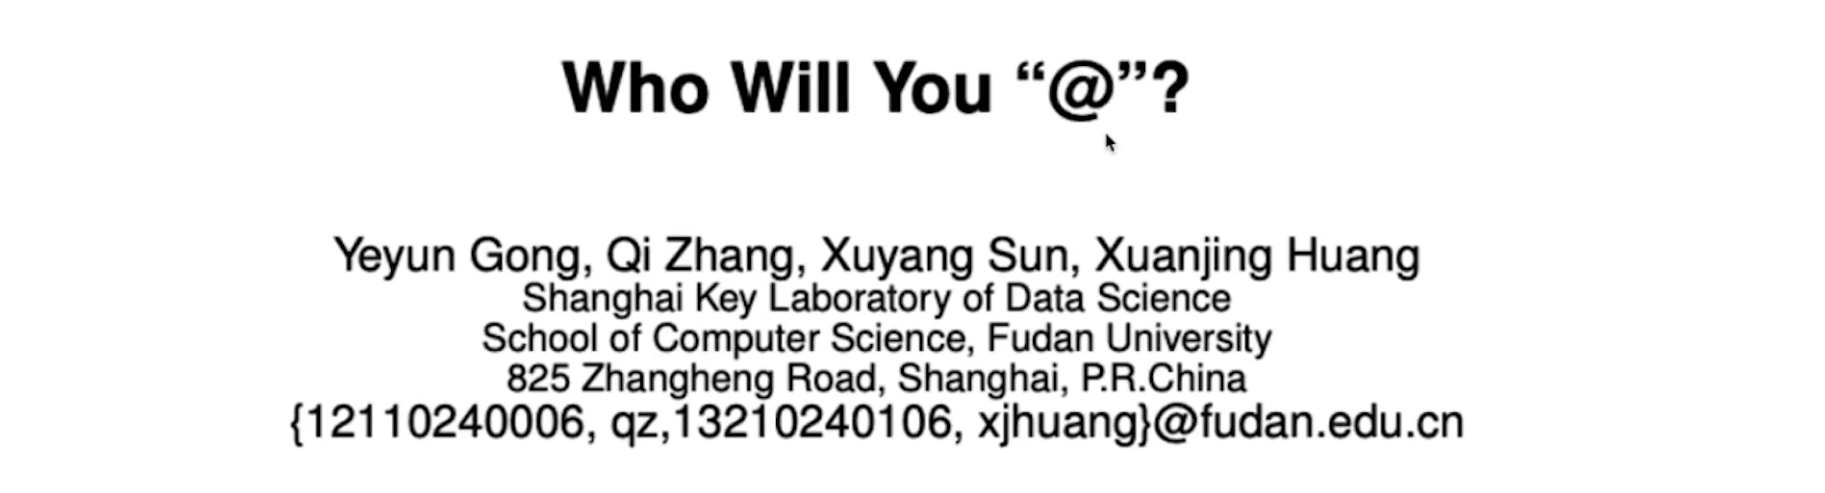 Who Will You “@”?
Yeyun Gong, Qi Zhang, Xuyang Sun, Xuanjing Huang
Shanghai Key Laboratory of Data Science
School of Computer Science, Fudan University
825 Zhangheng Road, Shanghai, P.R.China
{12110240006, qz,13210240106, xjhuang}@fudan.edu.cn